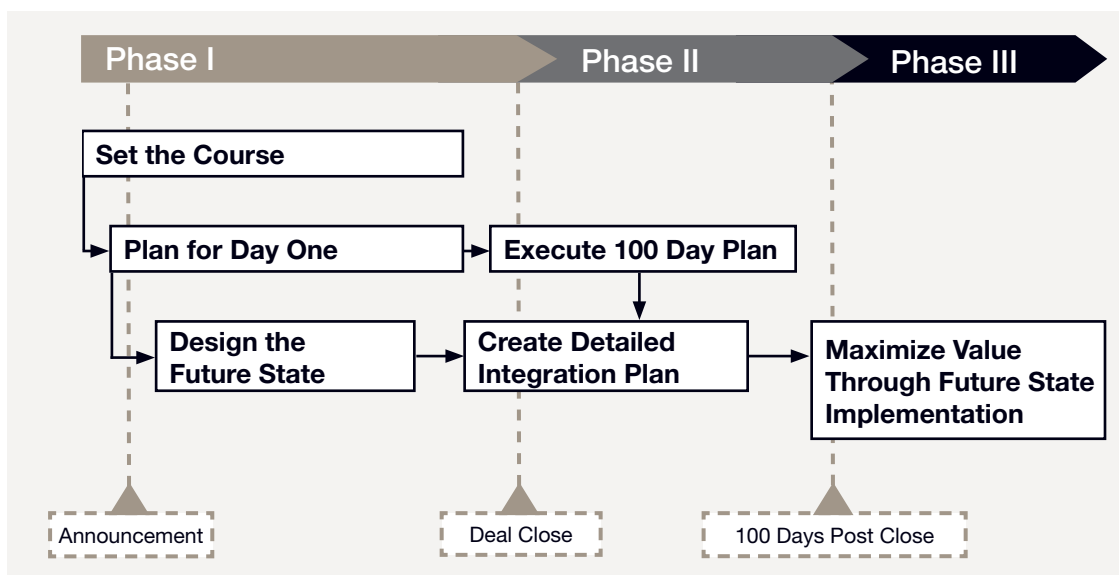 Phase I
Phase II
Phase III
Set the Course
Plan for Day One
Execute 100 Day Plan
Design the
Future State
Create Detailed
Integration Plan
Maximize Value
Through Future State
Implementation
Announcement
Deal Close
100 Days Post Close